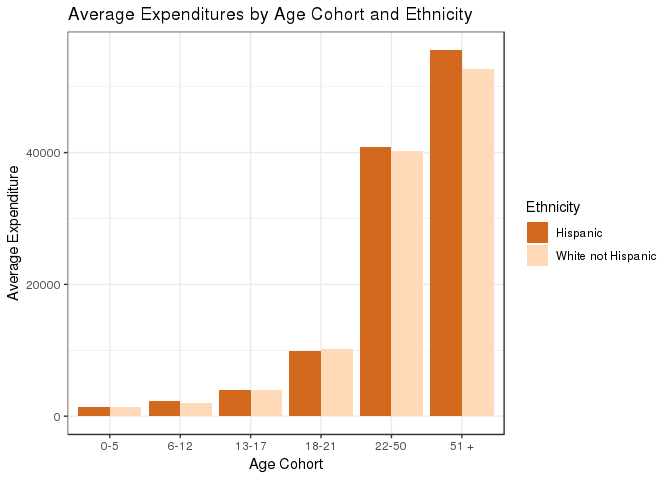 Average Expenditures by Age Cohort and Ethnicity
Average Expenditure
40000
20000
0
0-5 6-12 13-17 18-21 22-50 51 +
Age Cohort
Ethnicity
Hispanic
White not Hispanic